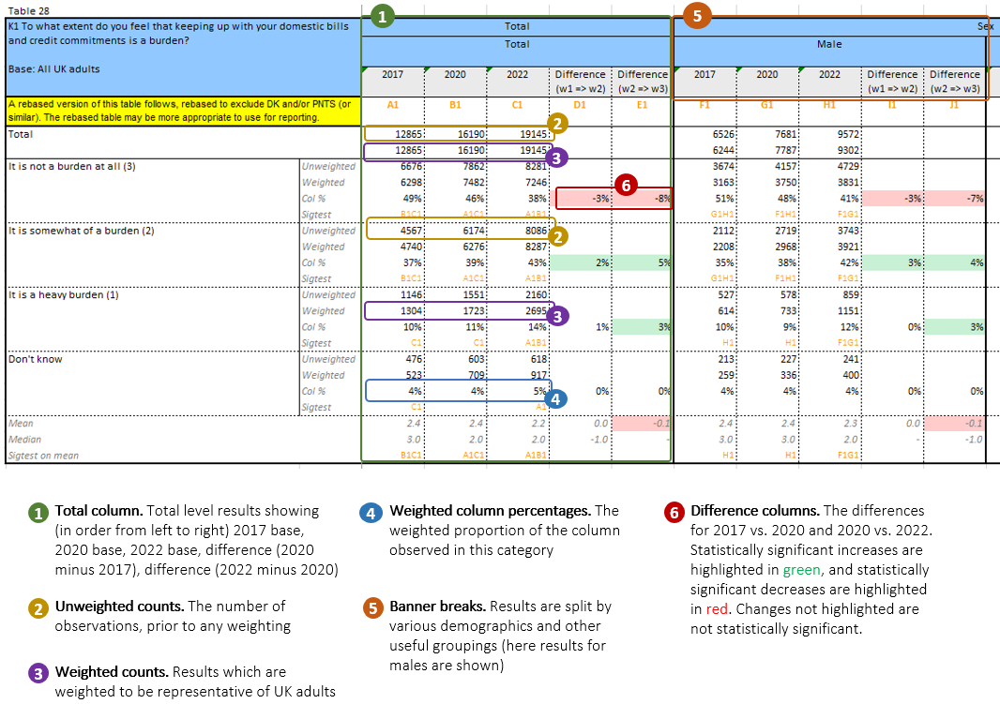 Table 28
K1 To what extent do you feel that keeping up with your domestic bills
and credit commitments is a burden?
Base: All UK adults
1
5
Total
Sex
Total
Male
2017 2020 2022 Difference (w1 => w2) Difference (w2 => w3) 2017 2020 2022 Difference (w1 => w2) Difference (w2 => w3)
A rebased version of this table follows, rebased to exclude DK and/or PNTS (or
similar). The rebased table may be more appropriate to use for reporting.
A1 B1 C1 D1 E1 F1 G1 H1 I1 J1
2
Total 12865 16190 19145 6526 7681 9572
12865 16190 19145 6244 7787 9302
3
It is not a burden at all (3) Unweighted 6676 7862 8281 3674 4157 4729
Weighted 6298 7482 7246 3163 3750 3831
6
Col % 49% 46% 38% -3% -8% 51% 48% 41% -3% -7%
Sigtest B1C1 A1C1 A1B1 G1H1 F1H1 F1G1
It is somewhat of a burden (2) Unweighted 4567 6174 8086 2112 2719 3743
2
Weighted 4740 6276 8287 2208 2968 3921
Col % 37% 39% 43% 2% 5% 35% 38% 42% 3% 4%
Sigtest B1C1 A1C1 A1B1 G1H1 F1H1 F1G1
It is a heavy burden (1) Unweighted 1146 1551 2160 527 578 859
Weighted 1304 1723 2695 614 733 1151
3
Col % 10% 11% 14% 1% 3% 10% 9% 12% 0% 3%
Sigtest C1 C1 A1B1 H1 H1 F1G1
Don't know Unweighted 476 603 618 213 227 241
Weighted 523 709 917 259 336 400
Col % 4% 4% 5% 0% 0% 4% 4% 4% 0% 0%
4
Sigtest C1 A1
Mean 2.4 2.4 2.2 0.0 -0.1 2.4 2.4 2.3 0.0 -0.1
Median 3.0 2.0 2.0 -1.0 - 3.0 3.0 2.0 - -1.0
Sigtest on mean B1C1 A1C1 A1B1 H1 H1 F1G1
1 Total column. Total level results showing
(in order from left to right) 2017 base,
2020 base, 2022 base, difference (2020
minus 2017), difference (2022 minus 2020)
2 Unweighted counts. The number of
observations, prior to any weighting
3 Weighted counts. Results which are
weighted to be representative of UK adults
4 Weighted column percentages. The
weighted proportion of the column
observed in this category
5 Banner breaks. Results are split by
various demographics and other
useful groupings (here results for
males are shown)
6 Difference columns. The differences
for 2017 vs. 2020 and 2020 vs. 2022.
Statistically significant increases are
highlighted in green, and statistically
significant decreases are highlighted
in red. Changes not highlighted are
not statistically significant.